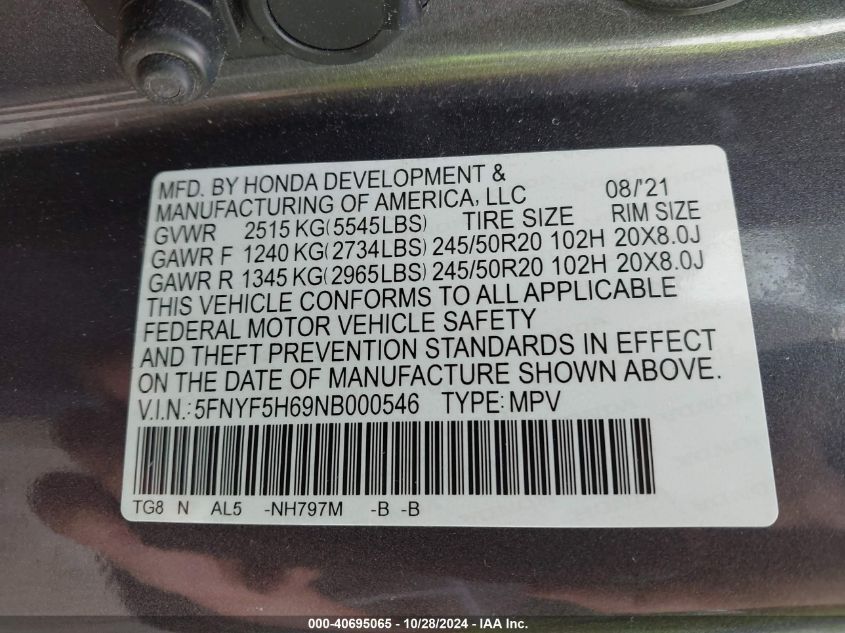 MFD. BY HONDA DEVELOPMENT &
MANUFACTURING OF AMERICA, LLC 08/'21
GVWR 2515 KG(5545LBS) TIRE SIZE RIM SIZE
GAWR F 1240 KG(2734LBS) 245/50R20 102H 20X8.0J
GAWR R 1345 KG(2965LBS) 245/50R20 102H 20X8.0J
THIS VEHICLE CONFORMS TO ALL APPLICABLE
FEDERAL MOTOR VEHICLE SAFETY
AND THEFT PREVENTION STANDARDS IN EFFECT
ON THE DATE OF MANUFACTURE SHOWN ABOVE.
V.I.N.: 5FNYF5H69NB000546 TYPE: MPV
TG8 N AL5 -NH797M -B -B
000-40695065 - 10/28/2024 - IAA Inc.